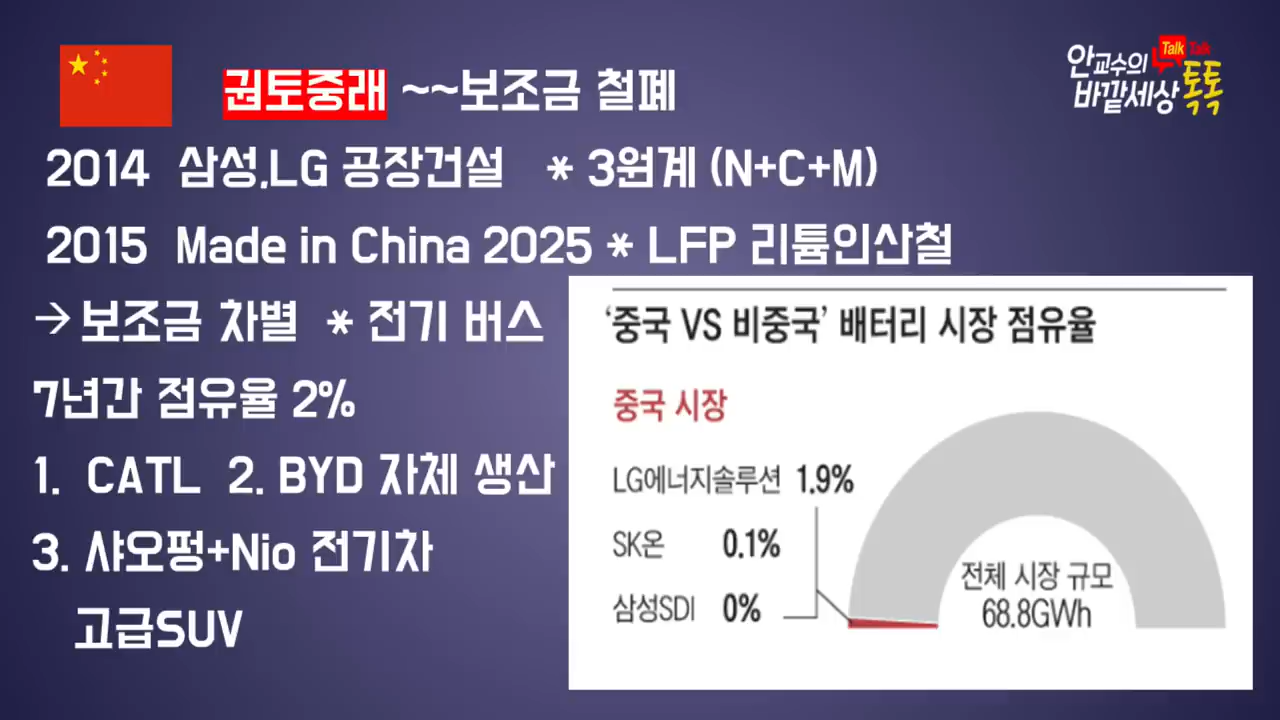 권토중래 ~~보조금 철폐
안교수의 Talk Talk
바깥세상 톡톡
2014 삼성,LG 공장건설 * 3원계 (N+C+M)
2015 Made in China 2025 * LFP 리튬인산철
→보조금 차별 * 전기 버스
7년간 점유율 2%
1. CATL 2. BYD 자체 생산
3. 샤오펑+Nio 전기차
고급SUV
‘중국 VS 비중국’ 배터리 시장 점유율
중국 시장
LG에너지솔루션 1.9%
SK온 0.1%
삼성SDI 0%
전체 시장 규모
68.8GWh